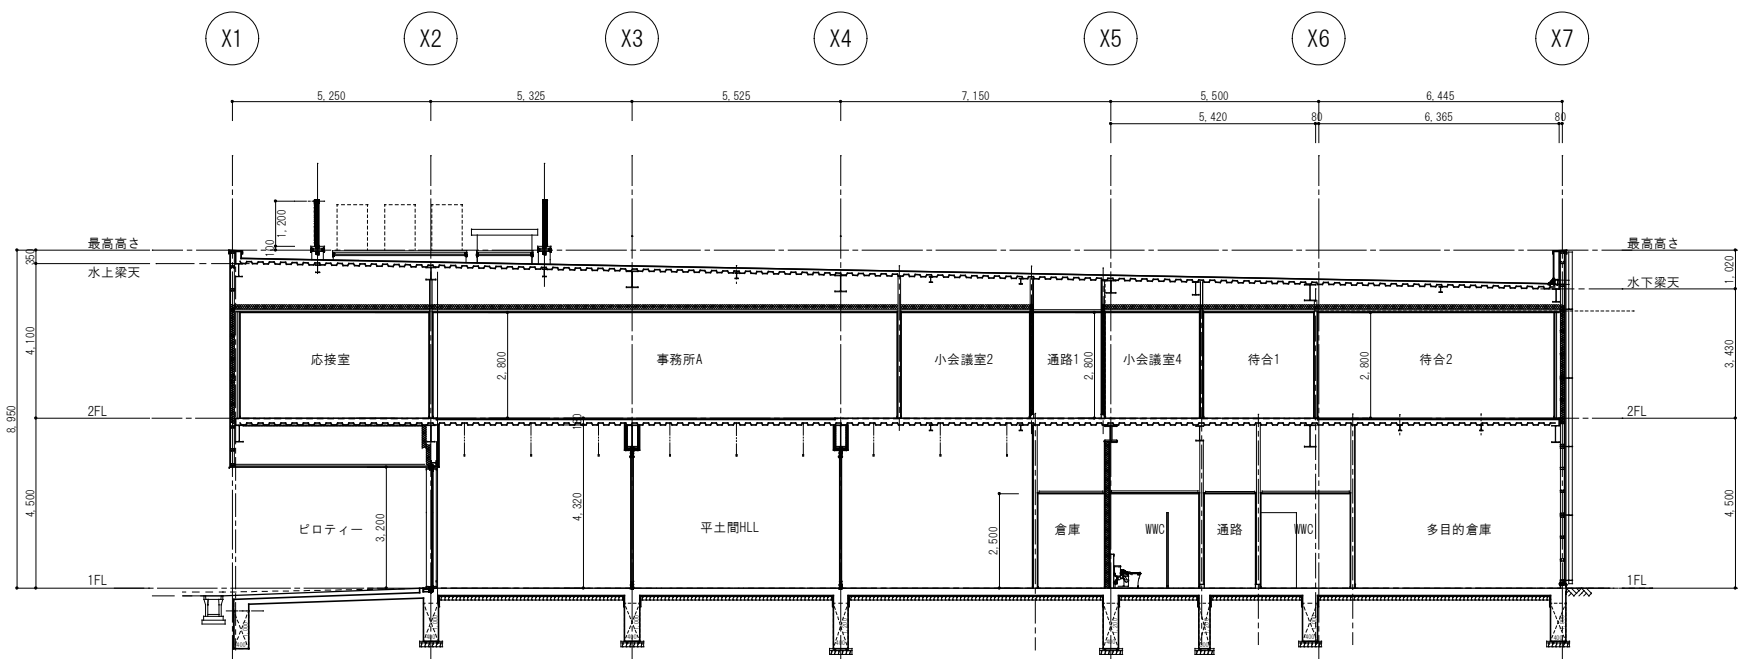 X1 X2 X3 X4 X5 X6 X7
5,250 5,325 5,525 7,150 5,500 6,445
5,420 80 6,365 80
1,200
100
最高高さ 最高高さ
350 1,020
水上梁天 水下梁天
4,100 3,430
応接室 2,800 事務所A 小会議室2 通路1 2,800 小会議室4 待合1 2,800 待合2
8,950
2FL 2FL
4,500 4,500
ピロティー 3,200 4,320 平土間HLL 2,500 倉庫 WWC 通路 WWC 多目的倉庫
1FL 1FL